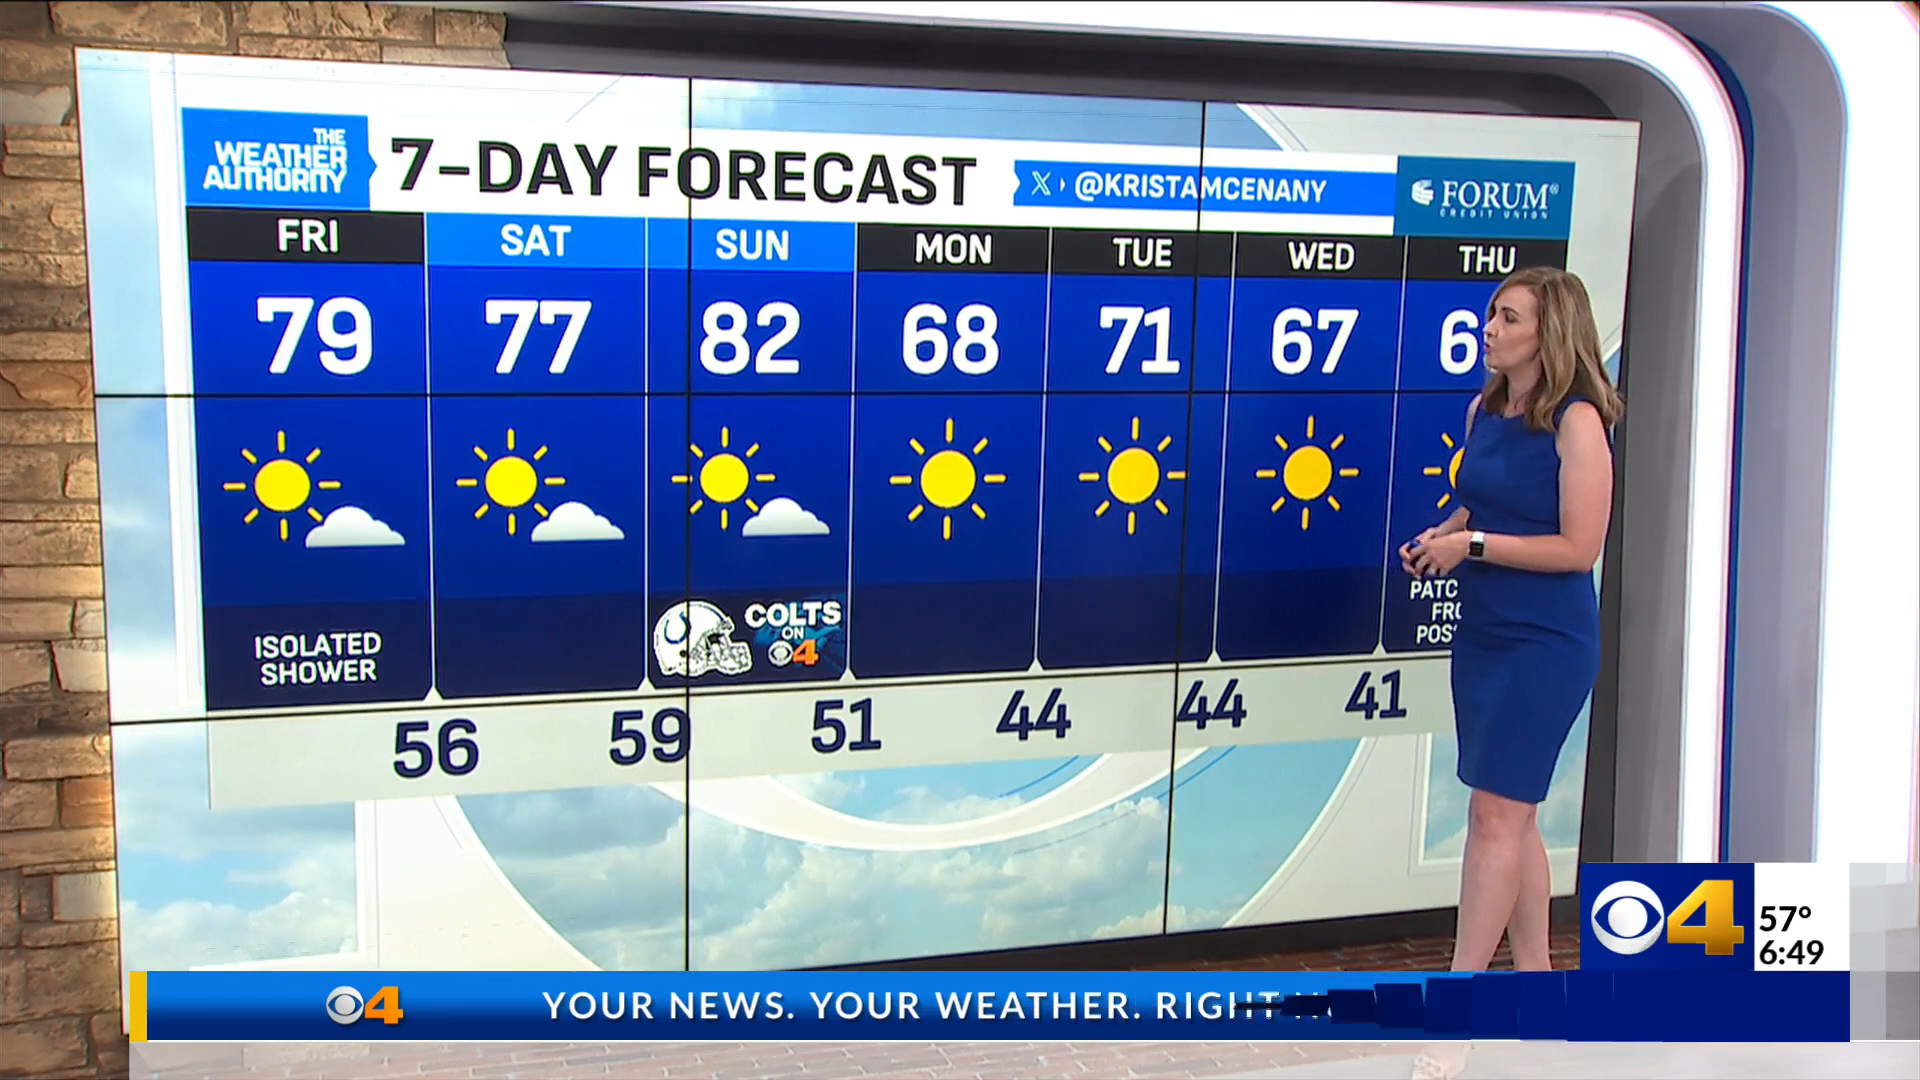 THE
WEATHER
AUTHORITY
7-DAY FORECAST
X @KRISTAMCENANY
FORUM®
CREDIT UNION
FRI SAT SUN MON TUE WED THU
79 77 82 68 71 67
ISOLATED
SHOWER
COLTS
ON
4
56 59 51 44 44 41
4
57°
6:49
4 YOUR NEWS. YOUR WEATHER. RIGHT